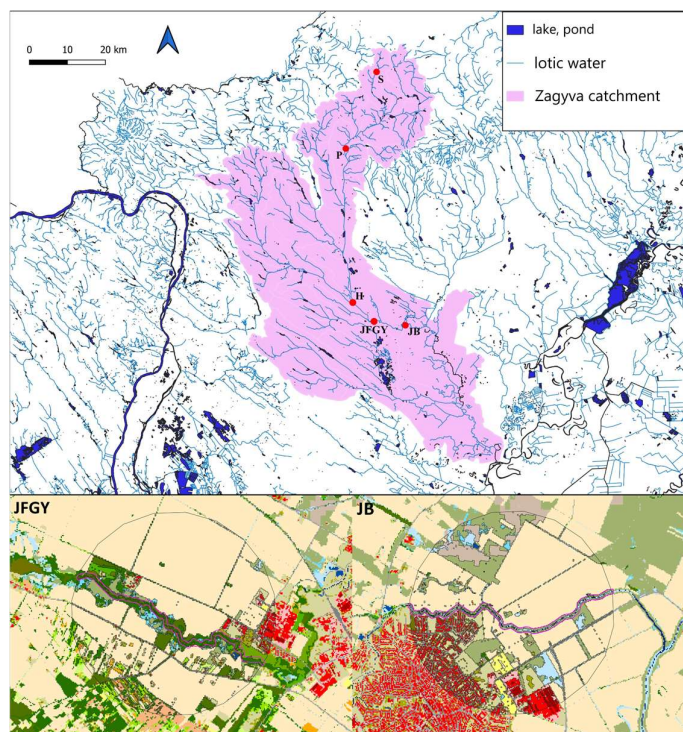 0 10 20 km
lake, pond
lotic water
Zagyva catchment
S
P
H
JFGY
JB
JFGY
JB